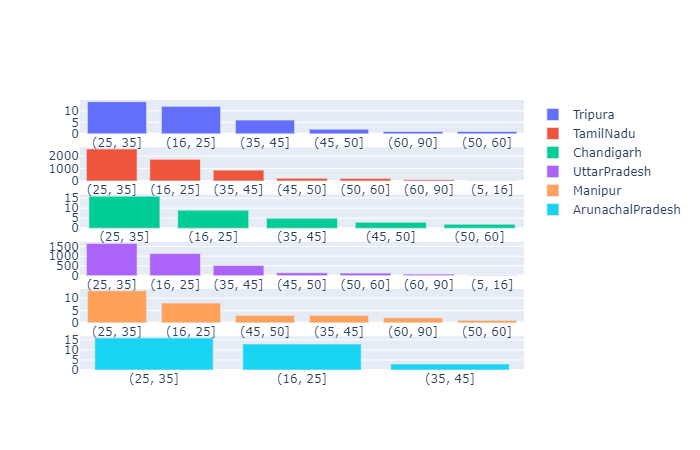 10
5
0
(25, 35] (16, 25] (35, 45] (45, 50] (60, 90] (50, 60]
2000
1000
0
(25, 35] (16, 25] (35, 45] (45, 50] (50, 60] (60, 90] (5, 16]
15
10
5
0
(25, 35] (16, 25] (35, 45] (45, 50] (50, 60]
1500
1000
500
0
(25, 35] (16, 25] (35, 45] (45, 50] (50, 60] (60, 90] (5, 16]
10
5
0
(25, 35] (16, 25] (45, 50] (35, 45] (60, 90] (50, 60]
15
10
5
0
(25, 35] (16, 25] (35, 45]
Tripura
TamilNadu
Chandigarh
UttarPradesh
Manipur
ArunachalPradesh